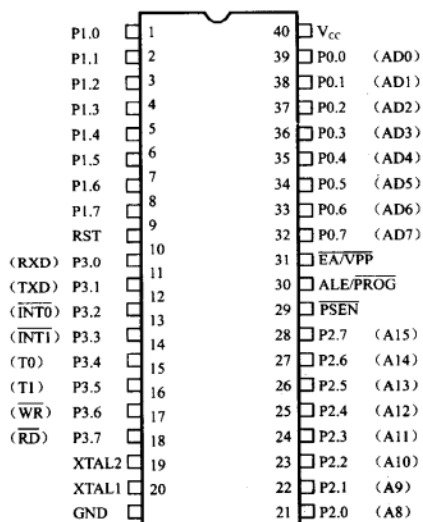 P1.0 1 40 Vcc
P1.1 2 39 P0.0 (AD0)
P1.2 3 38 P0.1 (AD1)
P1.3 4 37 P0.2 (AD2)
P1.4 5 36 P0.3 (AD3)
P1.5 6 35 P0.4 (AD4)
P1.6 7 34 P0.5 (AD5)
P1.7 8 33 P0.6 (AD6)
RST 9 32 P0.7 (AD7)
(RXD) P3.0 10 31 EA/VPP
(TXD) P3.1 11 30 ALE/PROG
(INT0) P3.2 12 29 PSEN
(INT1) P3.3 13 28 P2.7 (A15)
(T0) P3.4 14 27 P2.6 (A14)
(T1) P3.5 15 26 P2.5 (A13)
(WR) P3.6 16 25 P2.4 (A12)
(RD) P3.7 17 24 P2.3 (A11)
XTAL2 18 23 P2.2 (A10)
XTAL1 19 22 P2.1 (A9)
GND 20 21 P2.0 (A8)